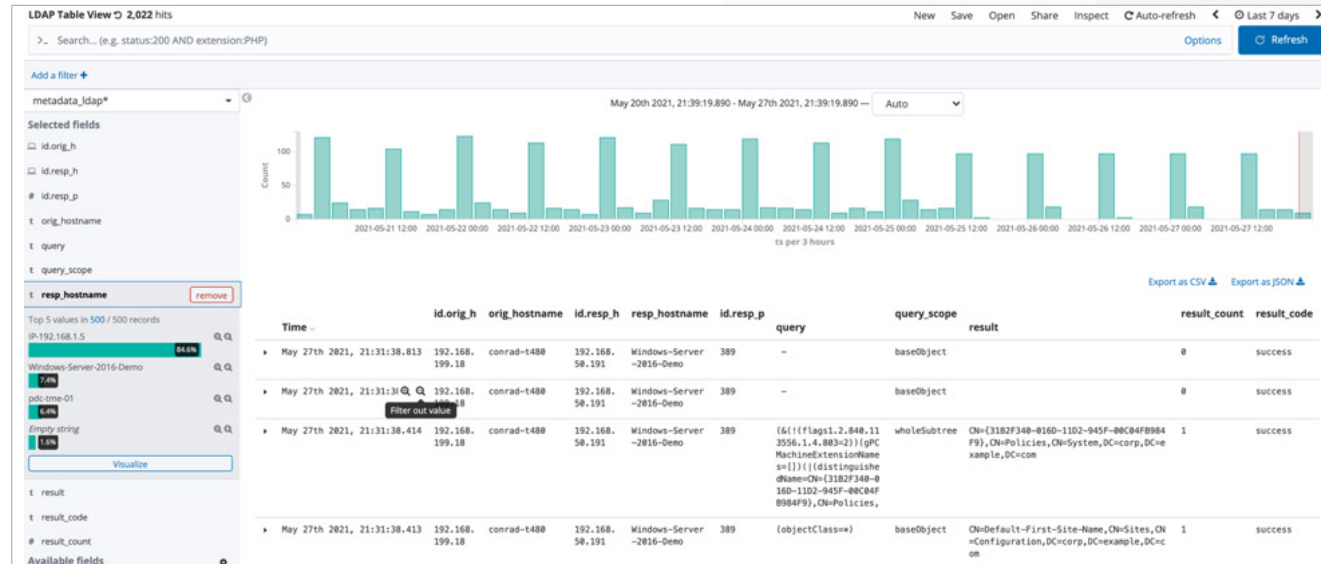 LDAP Table View 2,022 hits
New Save Open Share Inspect Auto-refresh Last 7 days
>_ Search... (e.g. status:200 AND extension:PHP)
Options
Refresh
Add a filter +
metadata_ldap*
Selected fields
id.orig_h
id.resp_h
# id.resp_p
t orig_hostname
t query
t query_scope
t resp_hostname
remove
Top 5 values in 500 / 500 records
IP-192.168.1.5
84.6%
Windows-Server-2016-Demo
7.4%
pdc-tme-01
6.4%
Empty string
1.6%
Visualize
t result
t result_code
# result_count
Available fields
May 20th 2021, 21:39:19.890 - May 27th 2021, 21:39:19.890 —
Auto
Count
100
50
0
2021-05-21 12:00 2021-05-22 00:00 2021-05-22 12:00 2021-05-23 00:00 2021-05-23 12:00 2021-05-24 00:00 2021-05-24 12:00 2021-05-25 00:00 2021-05-25 12:00 2021-05-26 00:00 2021-05-26 12:00 2021-05-27 00:00 2021-05-27 12:00
ts per 3 hours
Export as CSV Export as JSON
Time id.orig_h orig_hostname id.resp_h resp_hostname id.resp_p query query_scope result result_count result_code
May 27th 2021, 21:31:38.813 192.168. conrad-t480 192.168. Windows-Server 389 – baseObject 0 success
199.18 50.191 -2016-Demo
May 27th 2021, 21:31:3 192.168. conrad-t480 192.168. Windows-Server 389 – baseObject 0 success
18 50.191 -2016-Demo
Filter out value
May 27th 2021, 21:31:38.414 192.168. conrad-t480 192.168. Windows-Server 389 (&(!(flags1.2.840.11 wholeSubtree CN={31B2F340-016D-11D2-945F-00C04FB984 1 success
199.18 50.191 -2016-Demo 3556.1.4.803=2))(gPC F9},CN=Policies,CN=System,DC=corp,DC=e
MachineExtensionName xample,DC=com
s=[])(|(distinguishe
dName=CN={31B2F340-0
16D-11D2-945F-00C04F
B984F9},CN=Policies,
May 27th 2021, 21:31:38.413 192.168. conrad-t480 192.168. Windows-Server 389 (objectClass=*) baseObject CN=Default-First-Site-Name,CN=Sites,CN 1 success
199.18 50.191 -2016-Demo =Configuration,DC=corp,DC=example,DC=c
om